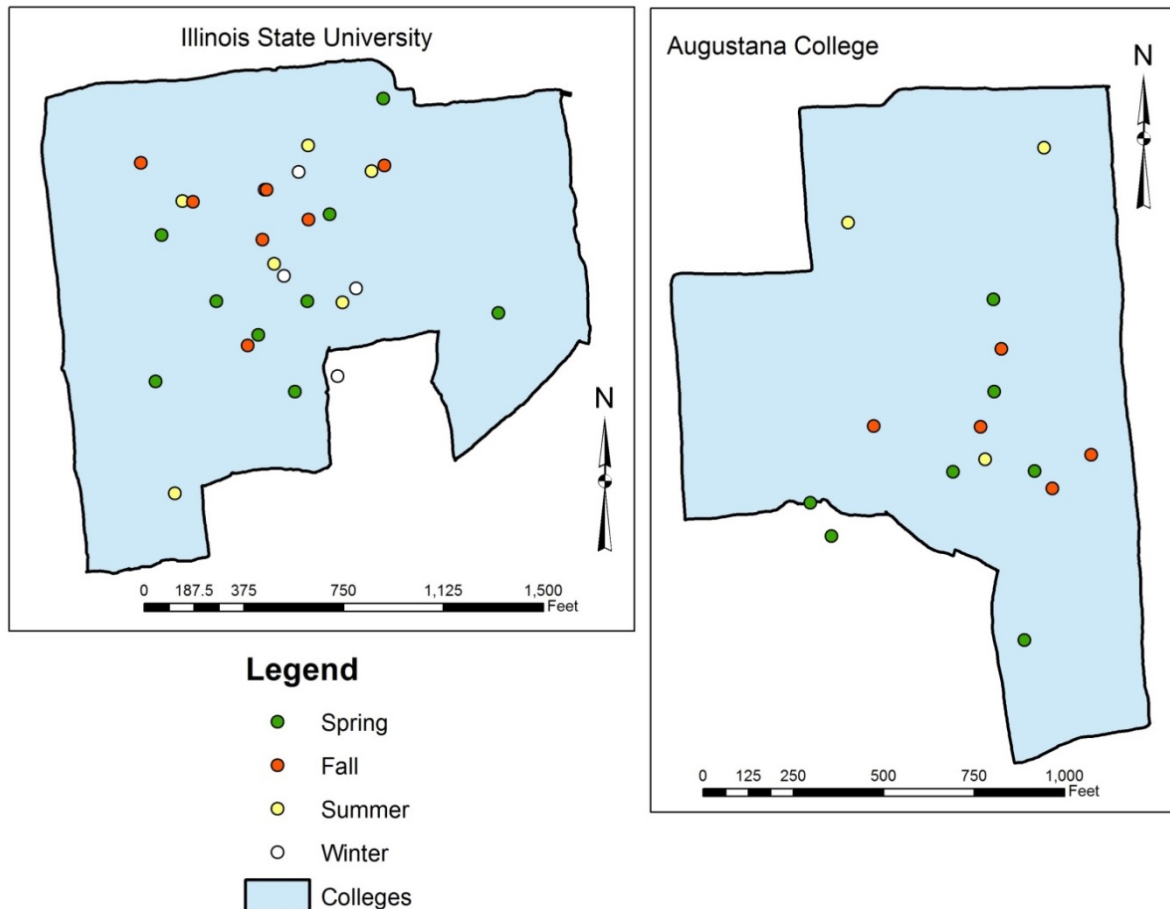 Illinois State University
N
0 187.5 375 750 1,125 1,500
Feet
Augustana College
N
0 125 250 500 750 1,000
Feet
Legend
Spring
Fall
Summer
Winter
Colleges